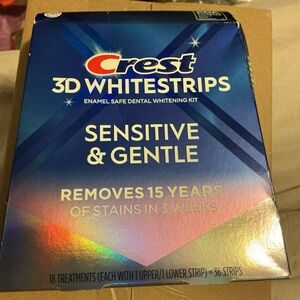 Crest
3D WHITESTRIPS
ENAMEL SAFE DENTAL WHITENING KIT
SENSITIVE
& GENTLE
REMOVES 15 YEARS
OF STAINS IN 3 WEEKS
18 TREATMENTS (EACH WITH 1 UPPER/1 LOWER STRIP) = 36 STRIPS